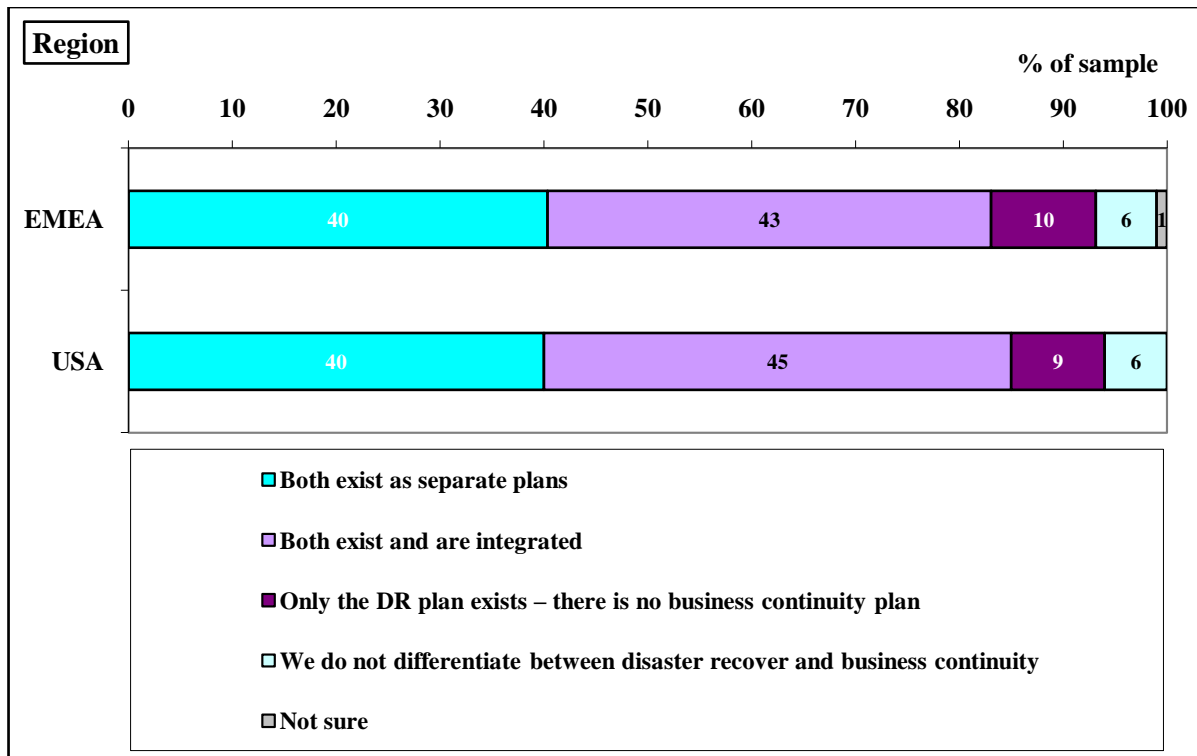 Region
% of sample
0 10 20 30 40 50 60 70 80 90 100
EMEA 40 43 10 6 1
USA 40 45 9 6
Both exist as separate plans
Both exist and are integrated
Only the DR plan exists – there is no business continuity plan
We do not differentiate between disaster recover and business continuity
Not sure